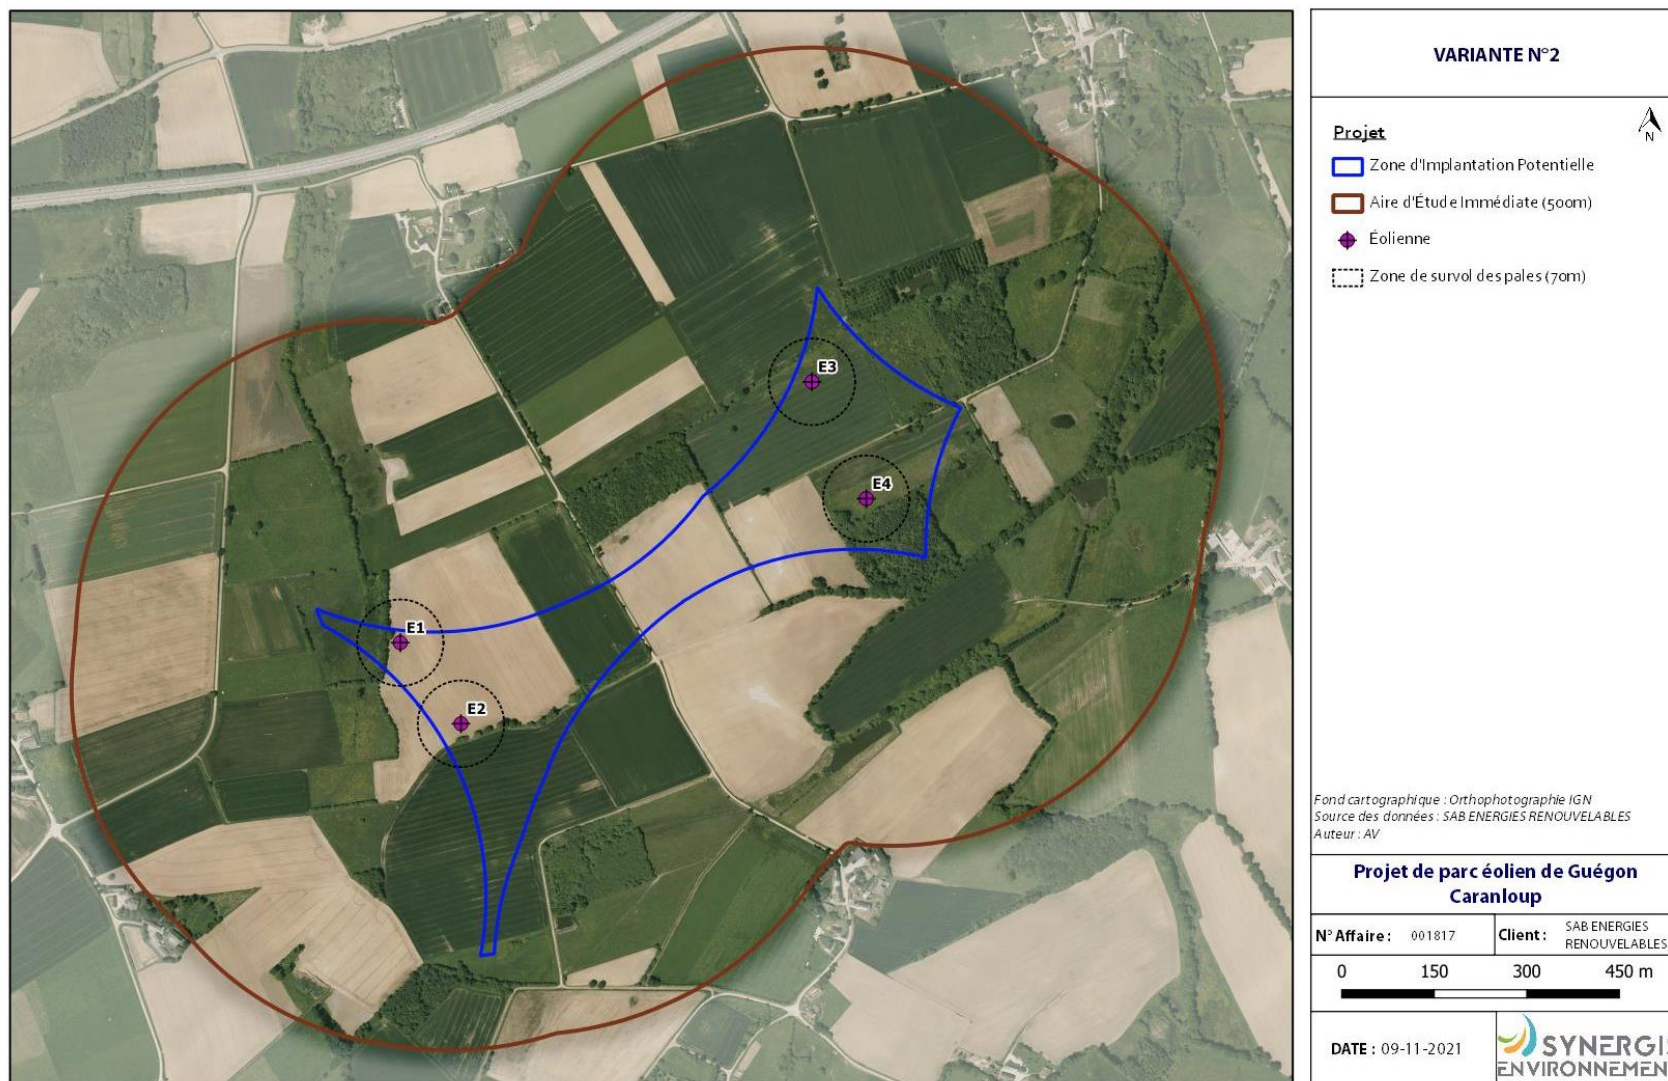 VARIANTE N°2
Projet
N
Zone d'Implantation Potentielle
Aire d'Étude Immédiate (500m)
Éolienne
Zone de survol des pales (70m)
E3
E4
E1
E2
Fond cartographique : Orthophotographie IGN
Source des données : SAB ENERGIES RENOUVELABLES
Auteur : AV
Projet de parc éolien de Guégon
Caranloup
N° Affaire : 001817
Client : SAB ENERGIES
RENOUVELABLES
0 150 300 450 m
DATE : 09-11-2021
SYNERGIS
ENVIRONNEMEN